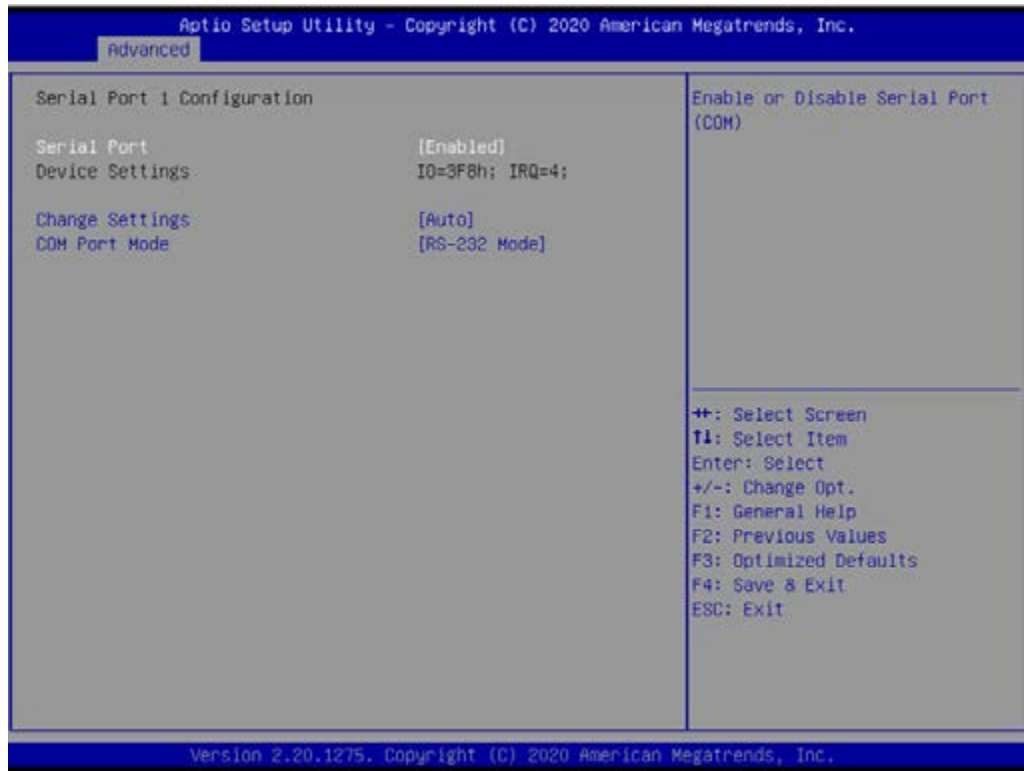 Aptio Setup Utility – Copyright (C) 2020 American Megatrends, Inc.
Advanced
Serial Port 1 Configuration
Serial Port [Enabled]
Device Settings IO=3F8h; IRQ=4;
Change Settings [Auto]
COM Port Mode [RS-232 Mode]
Enable or Disable Serial Port
(COM)
→←: Select Screen
↑↓: Select Item
Enter: Select
+/-: Change Opt.
F1: General Help
F2: Previous Values
F3: Optimized Defaults
F4: Save & Exit
ESC: Exit
Version 2.20.1275. Copyright (C) 2020 American Megatrends, Inc.